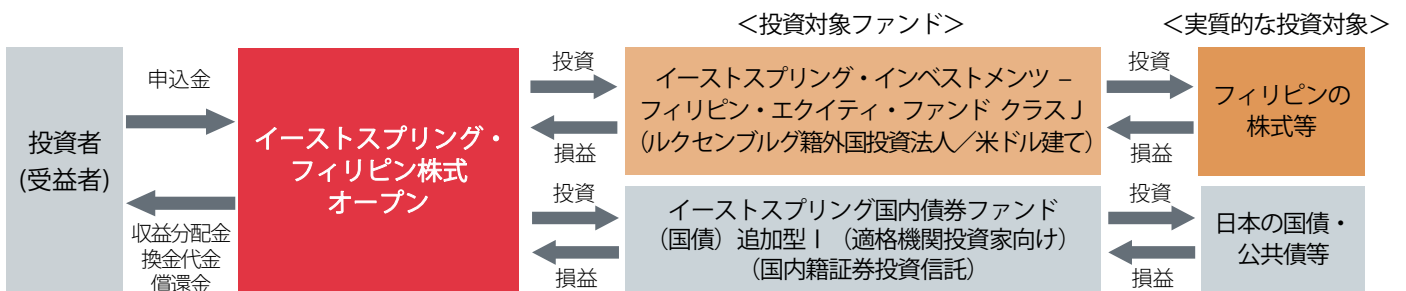 ＜投資対象ファンド＞
＜実質的な投資対象＞
投資者
(受益者)
申込金
収益分配金
換金代金
償還金
イーストスプリング・
フィリピン株式
オープン
投資
損益
イーストスプリング・インベストメンツ －
フィリピン・エクイティ・ファンド クラスJ
（ルクセンブルグ籍外国投資法人／米ドル建て）
投資
損益
フィリピンの
株式等
投資
損益
イーストスプリング国内債券ファンド
（国債）追加型Ⅰ（適格機関投資家向け）
（国内籍証券投資信託）
投資
損益
日本の国債・
公共債等